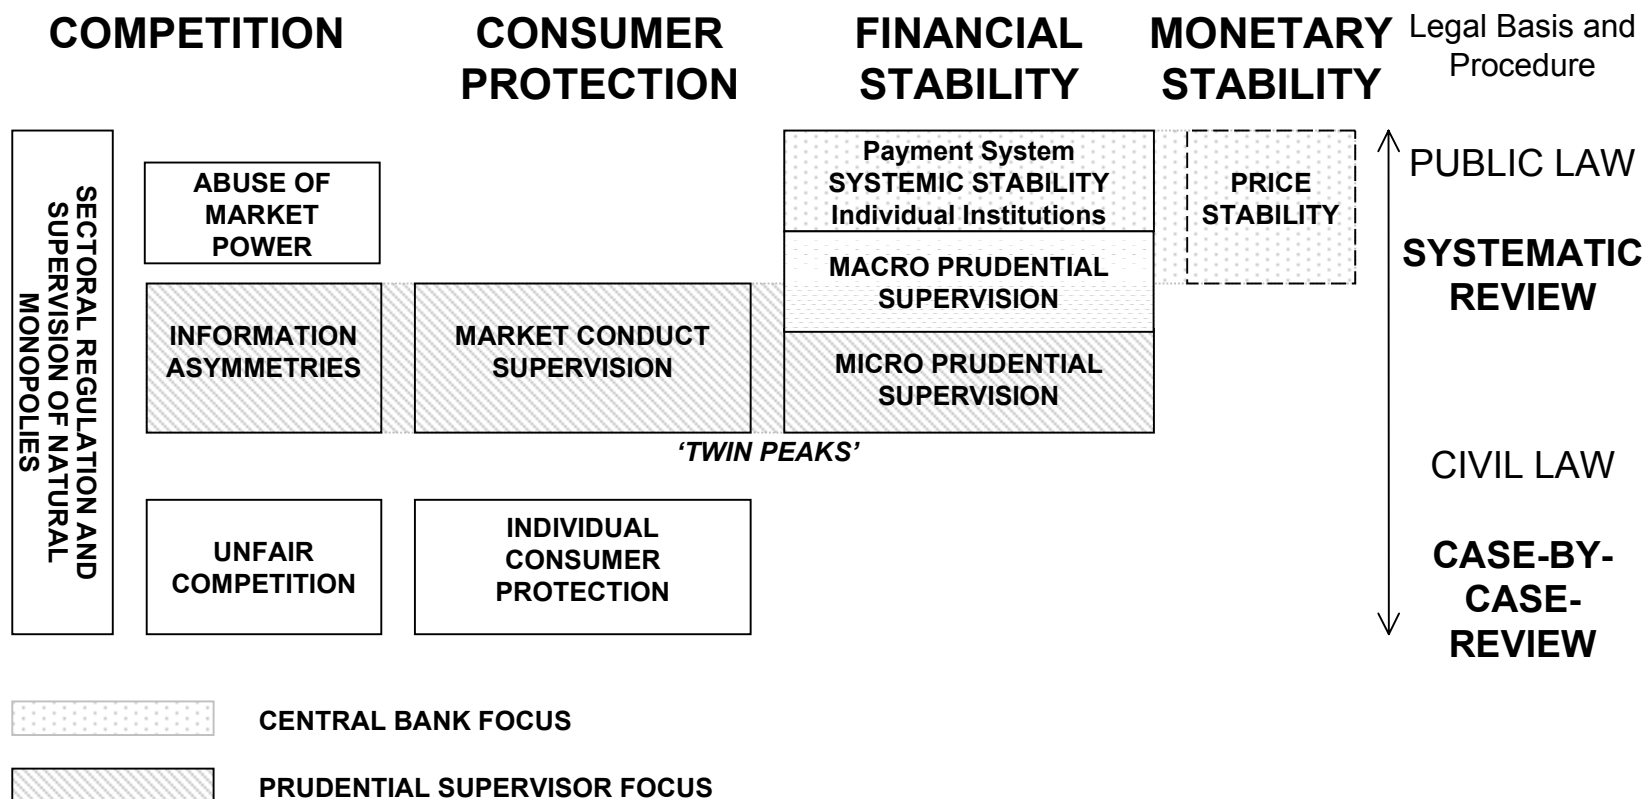 COMPETITION
CONSUMER
PROTECTION
FINANCIAL
STABILITY
MONETARY
STABILITY
Legal Basis and
Procedure
SECTORAL REGULATION AND
SUPERVISION OF NATURAL
MONOPOLIES
ABUSE OF
MARKET
POWER
Payment System
SYSTEMIC STABILITY
Individual Institutions
PRICE
STABILITY
PUBLIC LAW
SYSTEMATIC
REVIEW
MACRO PRUDENTIAL
SUPERVISION
INFORMATION
ASYMMETRIES
MARKET CONDUCT
SUPERVISION
MICRO PRUDENTIAL
SUPERVISION
‘TWIN PEAKS’
CIVIL LAW
UNFAIR
COMPETITION
INDIVIDUAL
CONSUMER
PROTECTION
CASE-BY-
CASE-
REVIEW
CENTRAL BANK FOCUS
PRUDENTIAL SUPERVISOR FOCUS